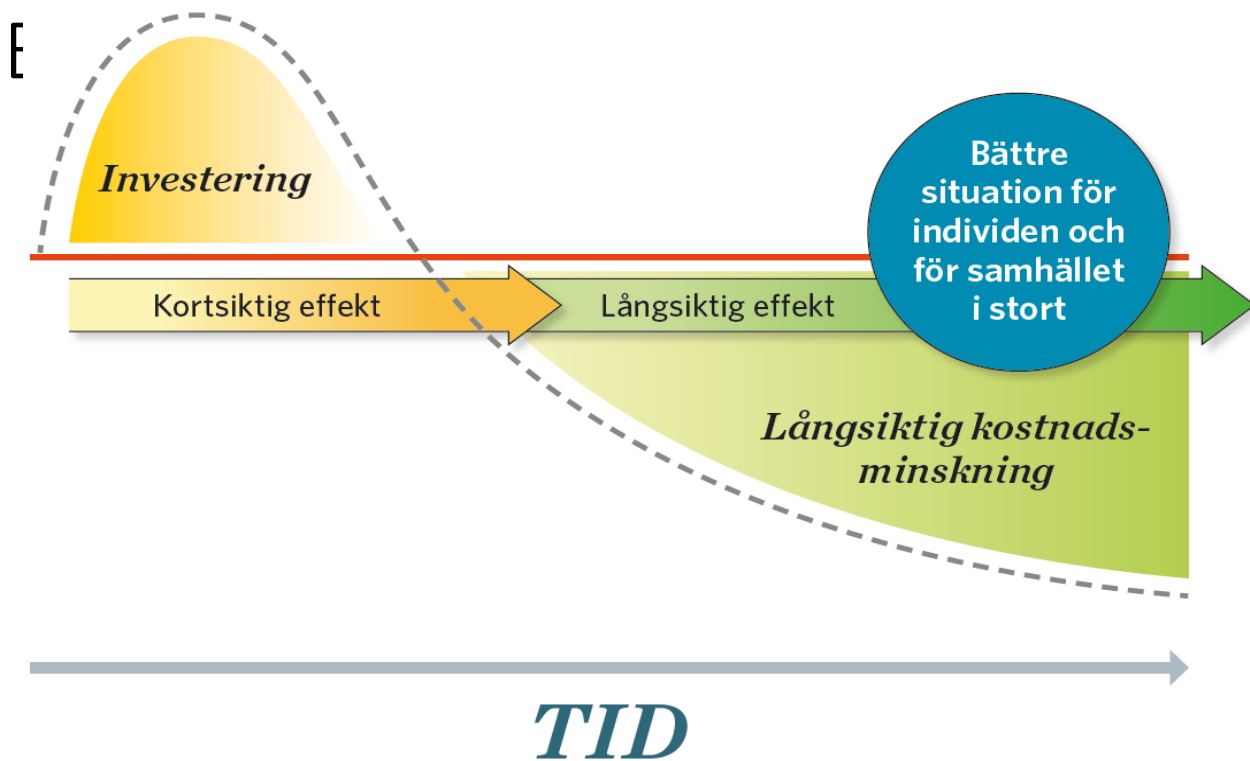 E
Investering
Bättre
situation för
individen och
för samhället
i stort
Kortsiktig effekt
Långsiktig effekt
Långsiktig kostnads-
minskning
TID